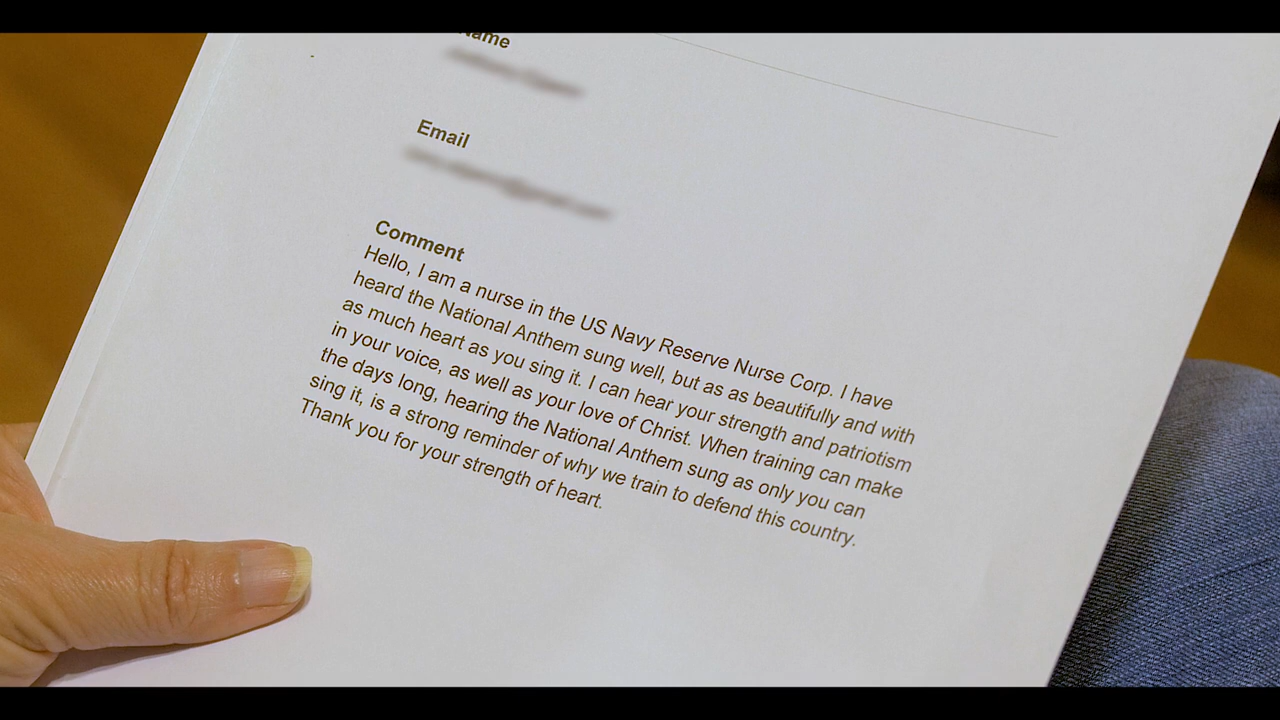 Name
Email
Comment
Hello, I am a nurse in the US Navy Reserve Nurse Corp. I have
heard the National Anthem sung well, but as as beautifully and with
as much heart as you sing it. I can hear your strength and patriotism
in your voice, as well as your love of Christ. When training can make
the days long, hearing the National Anthem sung as only you can
sing it, is a strong reminder of why we train to defend this country.
Thank you for your strength of heart.